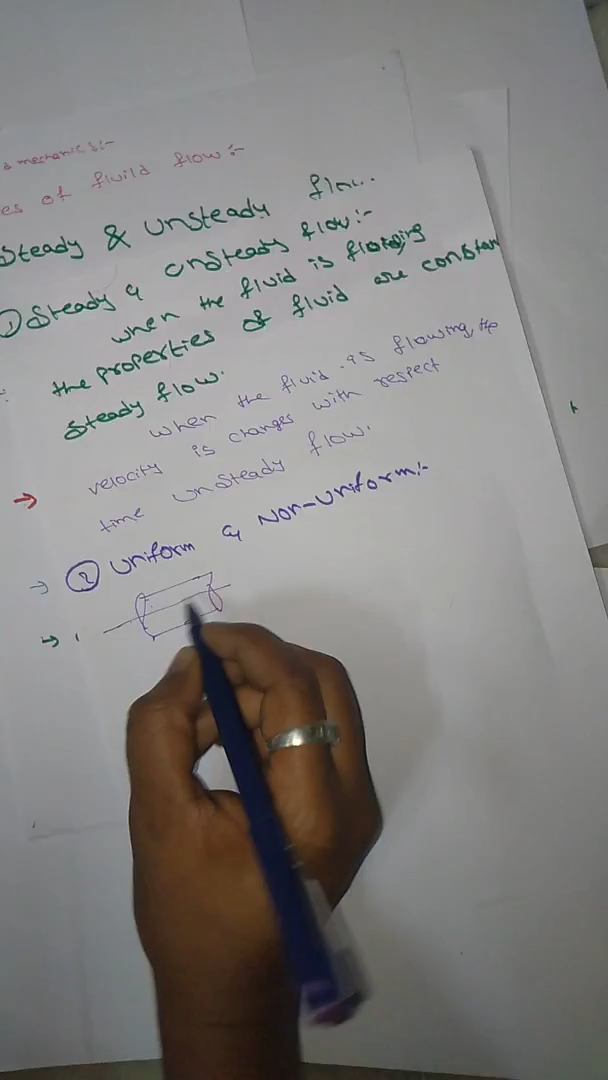 mechanics:-
es of fluild flow:-
Steady & unsteady flow.
① Steady & unsteady flow:-
when the fluid is flowing
the properties of fluid are constan
steady flow.
when the fluid is flowing, the
velocity is changes with respect
→ time unsteady flow.
→ ② Uniform & Non-Uniform:-
→